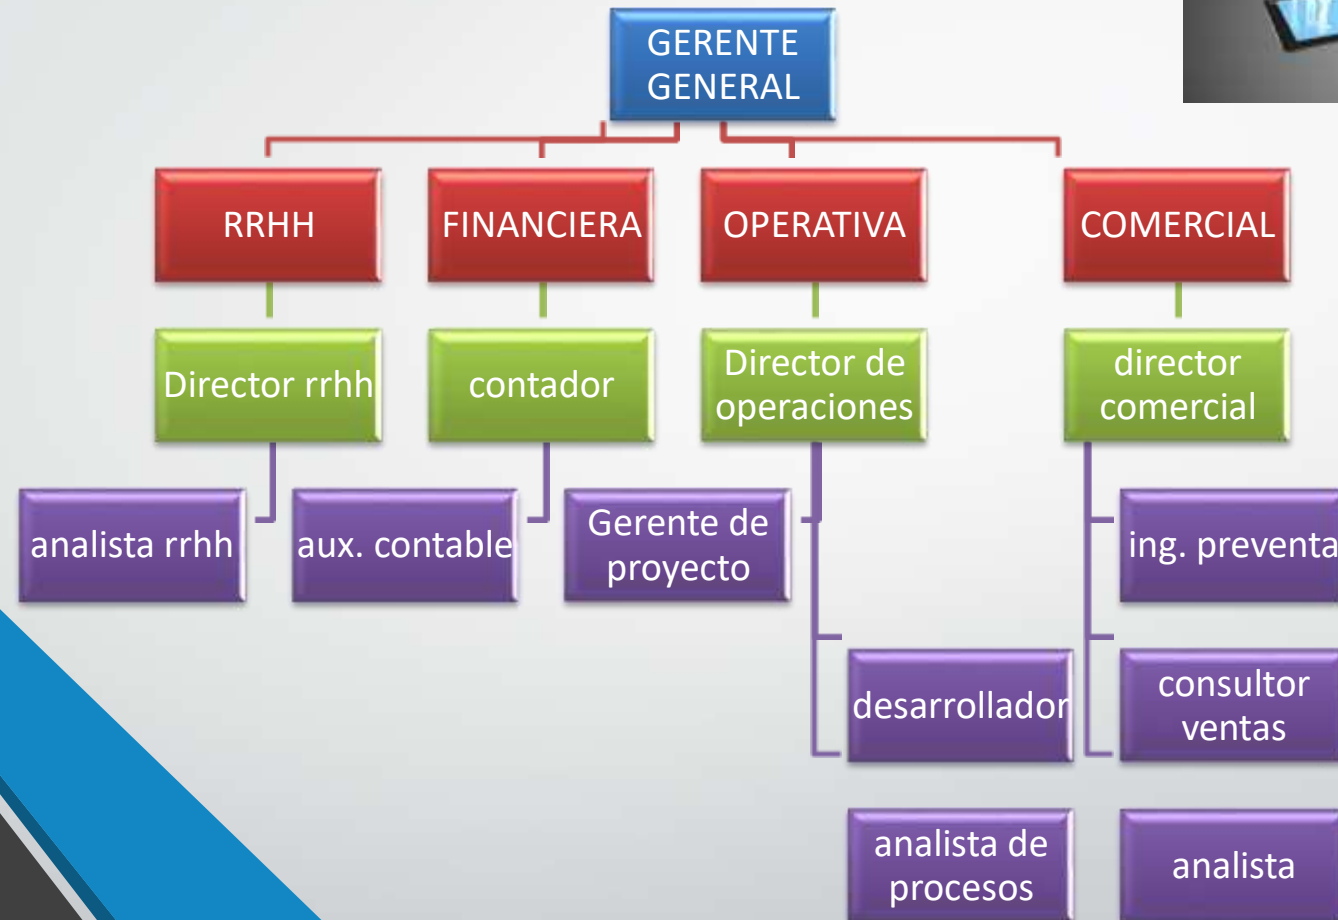 GERENTE
GENERAL
RRHH
FINANCIERA
OPERATIVA
COMERCIAL
Director rrhh
contador
Director de
operaciones
director
comercial
analista rrhh
aux. contable
Gerente de
proyecto
ing. preventa
desarrollador
consultor
ventas
analista de
procesos
analista